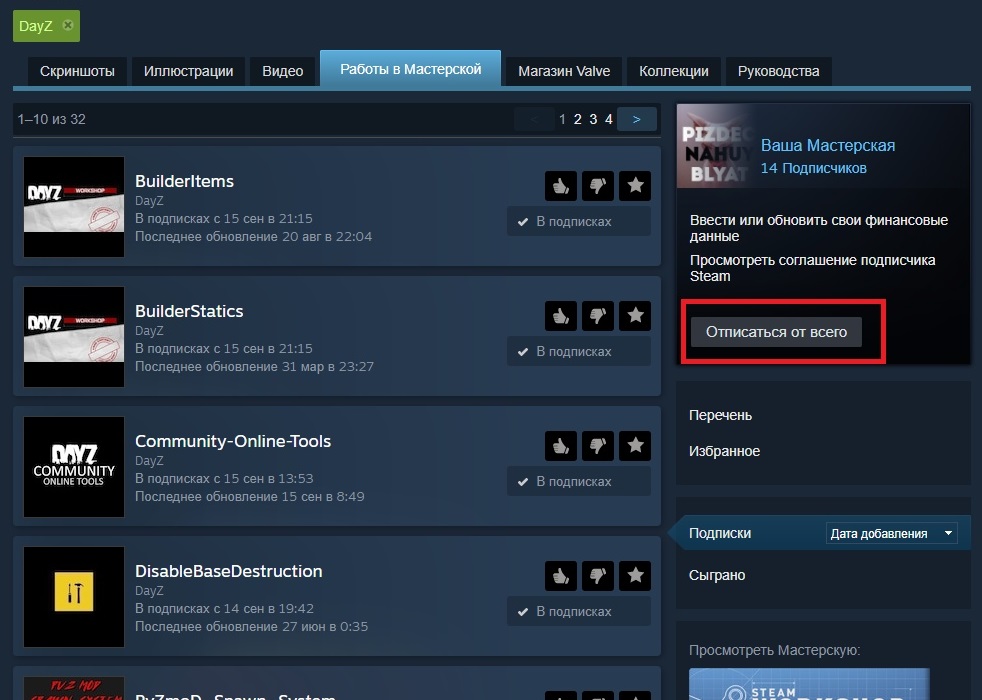 DayZ
Скриншоты Иллюстрации Видео Работы в Мастерской Магазин Valve Коллекции Руководства
1–10 из 32
< 1 2 3 4 >
DAYZ WORKSHOP
BuilderItems
DayZ
В подписках с 15 сен в 21:15
Последнее обновление 20 авг в 22:04
В подписках
DAYZ WORKSHOP
BuilderStatics
DayZ
В подписках с 15 сен в 21:15
Последнее обновление 31 мар в 23:27
В подписках
DAYZ
COMMUNITY
ONLINE TOOLS
Community-Online-Tools
DayZ
В подписках с 15 сен в 13:53
Последнее обновление 15 сен в 8:49
В подписках
DisableBaseDestruction
DayZ
В подписках с 14 сен в 19:42
Последнее обновление 27 июн в 0:35
В подписках
PIZDEC
NAHUY
BLYAT
Ваша Мастерская
14 Подписчиков
Ввести или обновить свои финансовые
данные
Просмотреть соглашение подписчика
Steam
Отписаться от всего
Перечень
Избранное
Подписки Дата добавления
Сыграно
Просмотреть Мастерскую:
STEAM